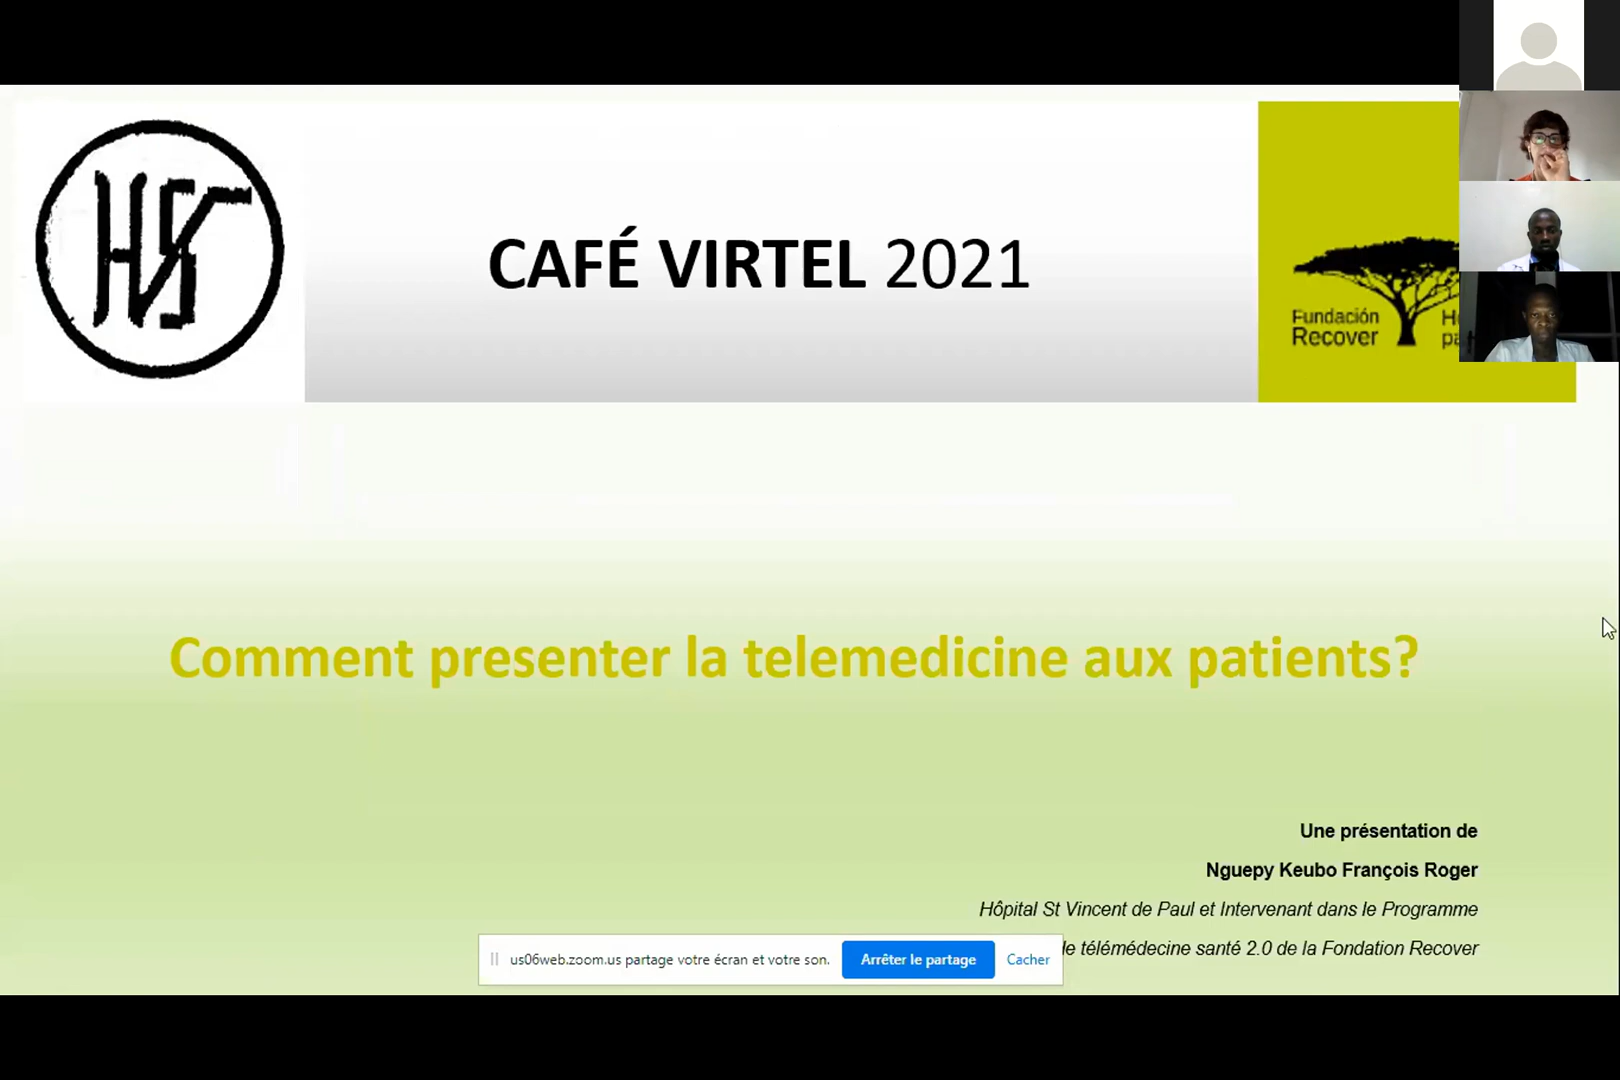 HSV
CAFÉ VIRTEL 2021
Fundación
Recover
Comment presenter la telemedicine aux patients?
Une présentation de
Nguepy Keubo François Roger
Hôpital St Vincent de Paul et Intervenant dans le Programme
télémédecine santé 2.0 de la Fondation Recover
us06web.zoom.us partage votre écran et votre son.
Arrêter le partage
Cacher